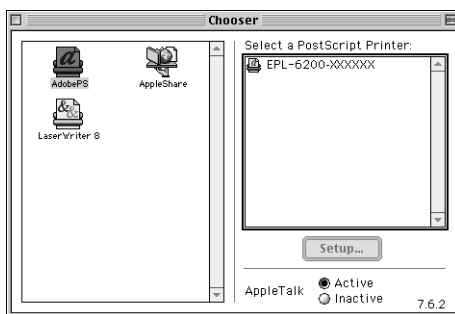 Chooser
AdobePS
AppleShare
LaserWriter 8
Select a PostScript Printer:
EPL-6200-XXXXXX
Setup...
AppleTalk
Active
Inactive
7.6.2